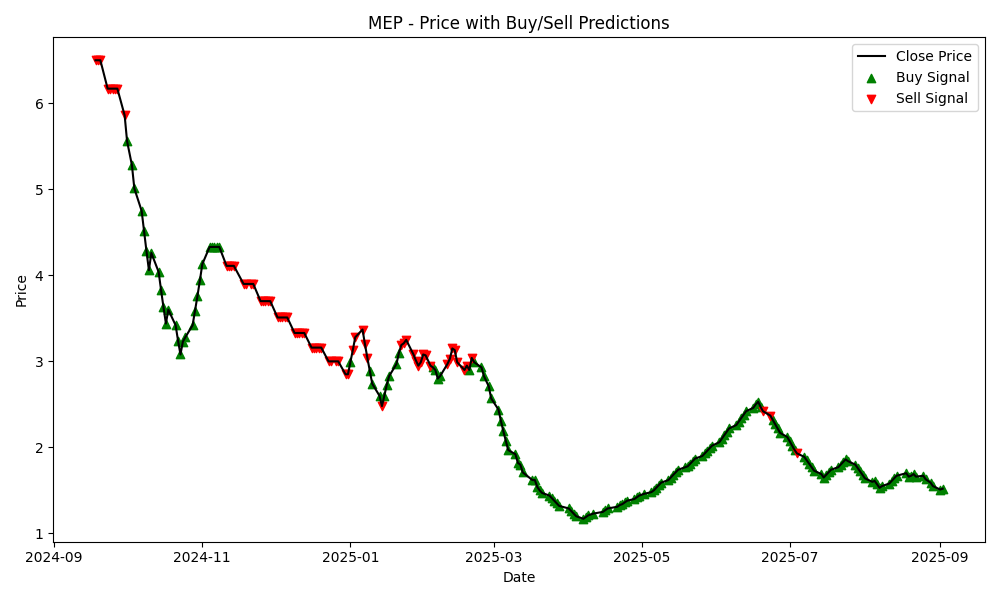 MEP - Price with Buy/Sell Predictions
Close Price
Buy Signal
Sell Signal
Price
6
5
4
3
2
1
2024-09
2024-11
2025-01
2025-03
2025-05
2025-07
2025-09
Date